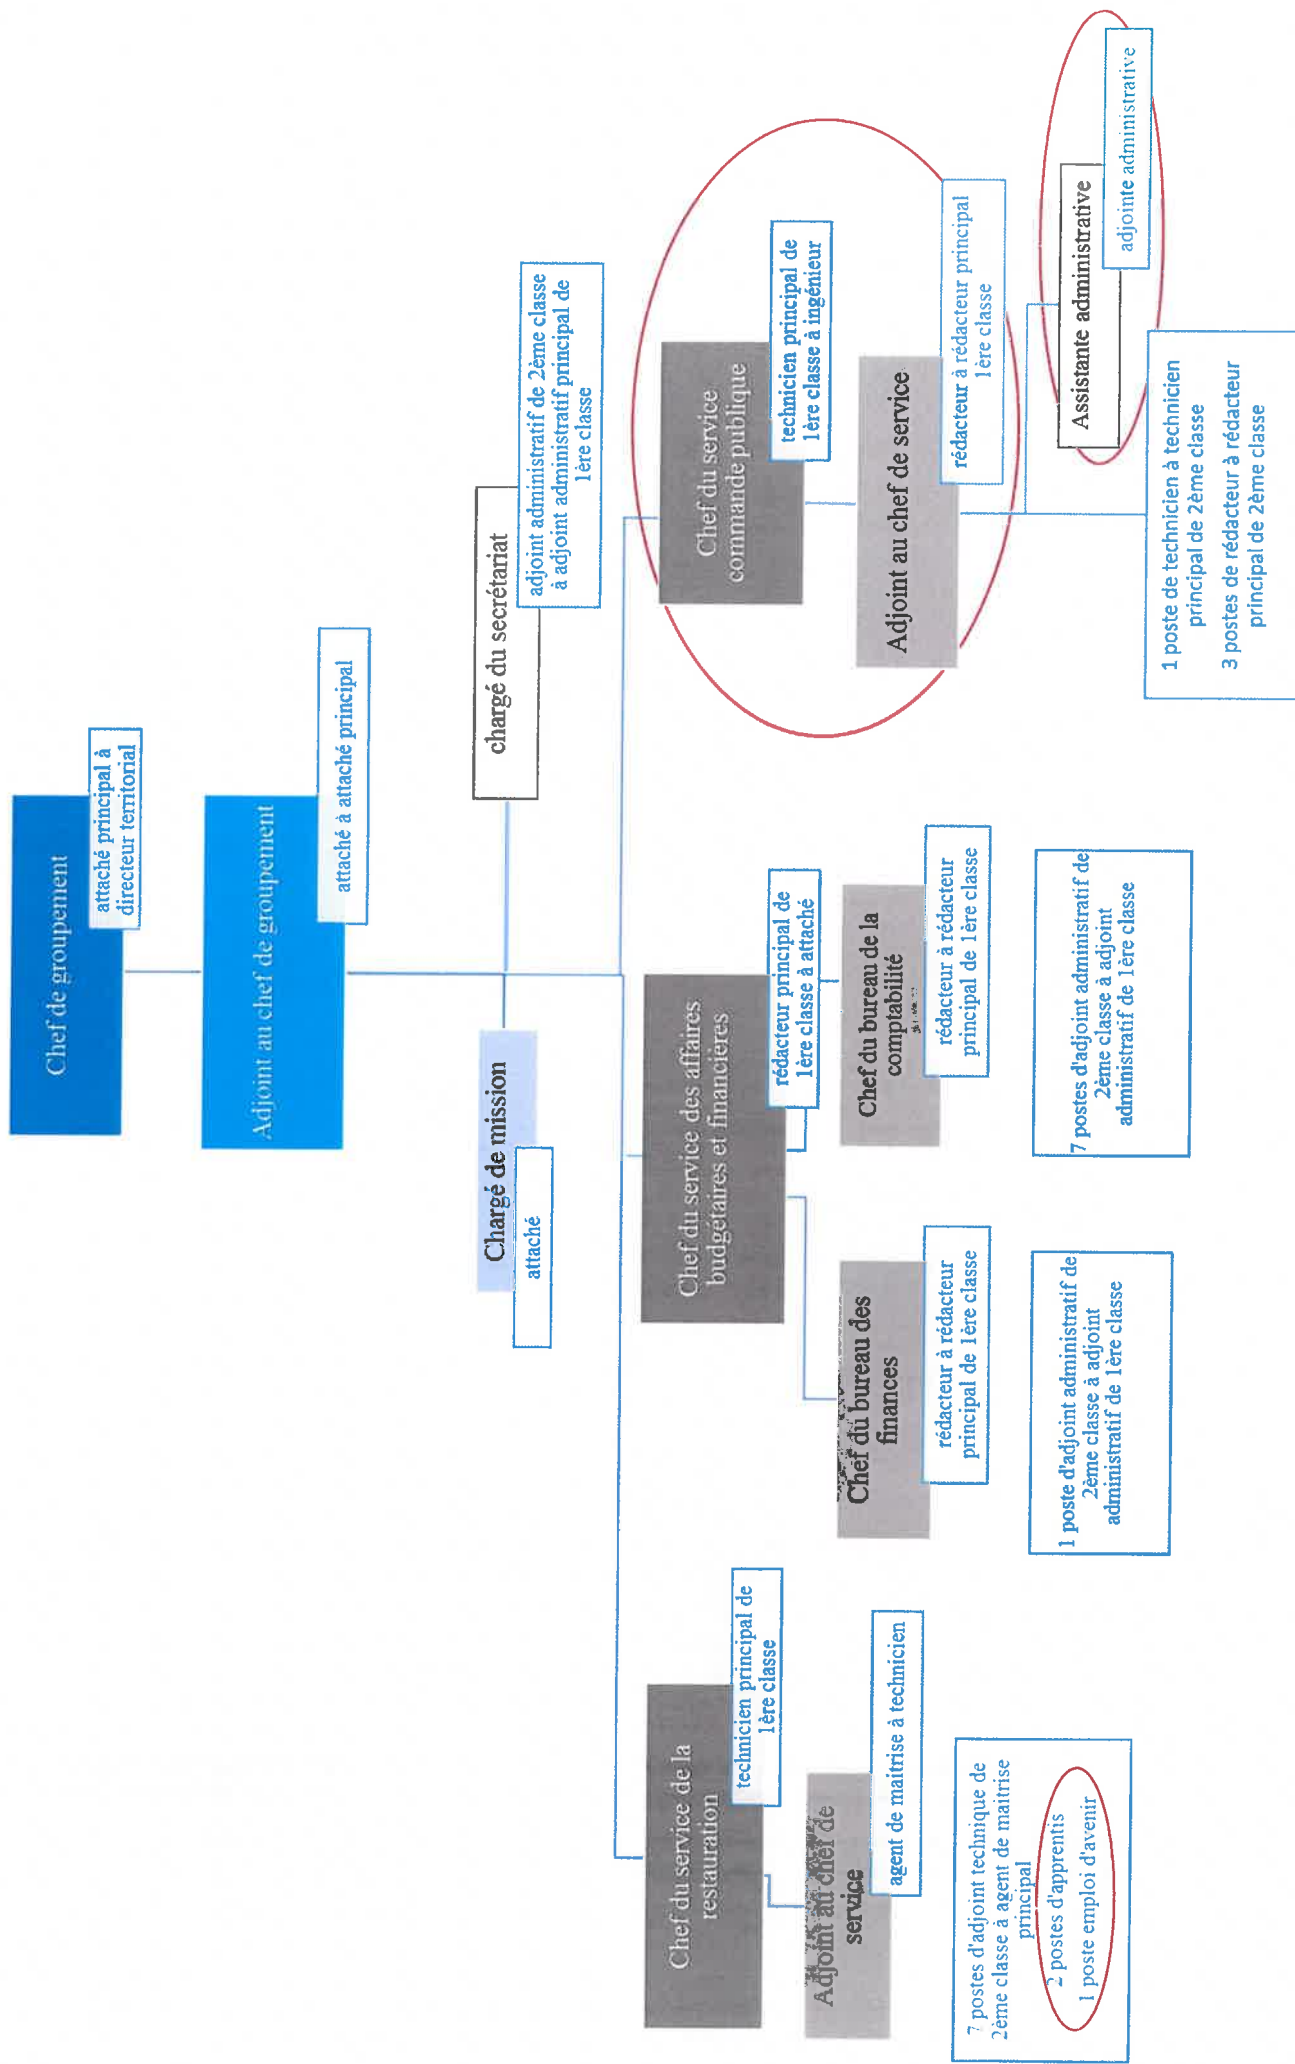 Chef de groupement
attaché principal à
directeur territorial
Adjoint au chef de groupement
attaché à attaché principal
Chargé de mission
attaché
chargé du secrétariat
adjoint administratif de 2ème classe
à adjoint administratif principal de
1ère classe
Chef du service de la
restauration
technicien principal de
1ère classe
Adjoint au chef de
service
agent de maitrise à technicien
7 postes d'adjoint technique de
2ème classe à agent de maitrise
principal
2 postes d'apprentis
1 poste emploi d'avenir
Chef du service des affaires
budgétaires et financières
rédacteur principal de
1ère classe à attaché
Chef du bureau des
finances
rédacteur à rédacteur
principal de 1ère classe
1 poste d'adjoint administratif de
2ème classe à adjoint
administratif de 1ère classe
Chef du bureau de la
comptabilité
rédacteur à rédacteur
principal de 1ère classe
7 postes d'adjoint administratif de
2ème classe à adjoint
administratif de 1ère classe
Chef du service
commande publique
technicien principal de
1ère classe à ingénieur
Adjoint au chef de service
rédacteur à rédacteur principal
1ère classe
Assistante administrative
adjointe administrative
1 poste de technicien à technicien
principal de 2ème classe
3 postes de rédacteur à rédacteur
principal de 2ème classe